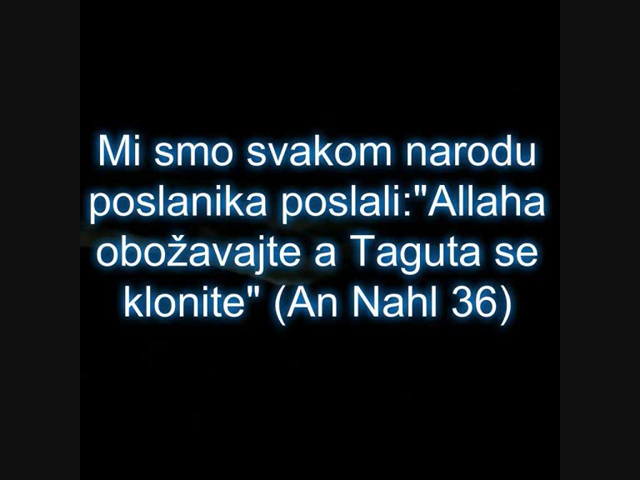 Mi smo svakom narodu
poslanika poslali:"Allaha
obožavajte a Taguta se
klonite" (An Nahl 36)